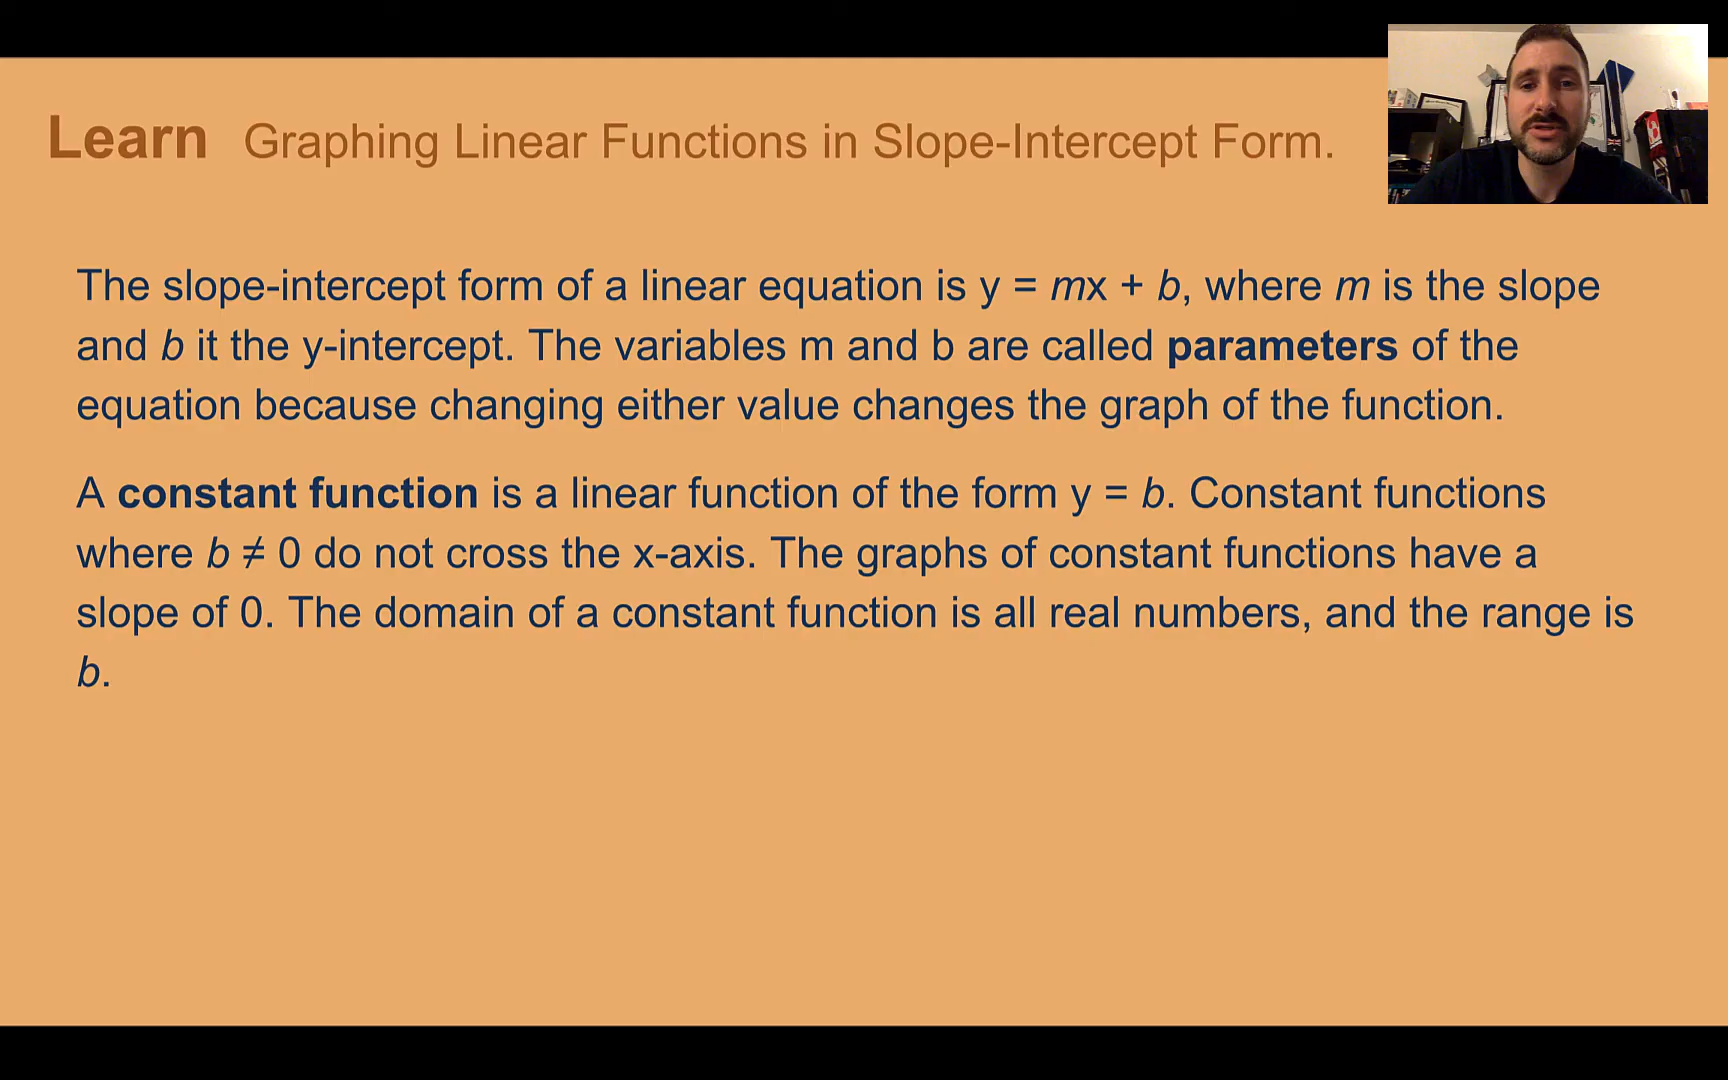 Learn Graphing Linear Functions in Slope-Intercept Form.
The slope-intercept form of a linear equation is y = mx + b, where m is the slope
and b it the y-intercept. The variables m and b are called parameters of the
equation because changing either value changes the graph of the function.
A constant function is a linear function of the form y = b. Constant functions
where b ≠ 0 do not cross the x-axis. The graphs of constant functions have a
slope of 0. The domain of a constant function is all real numbers, and the range is
b.